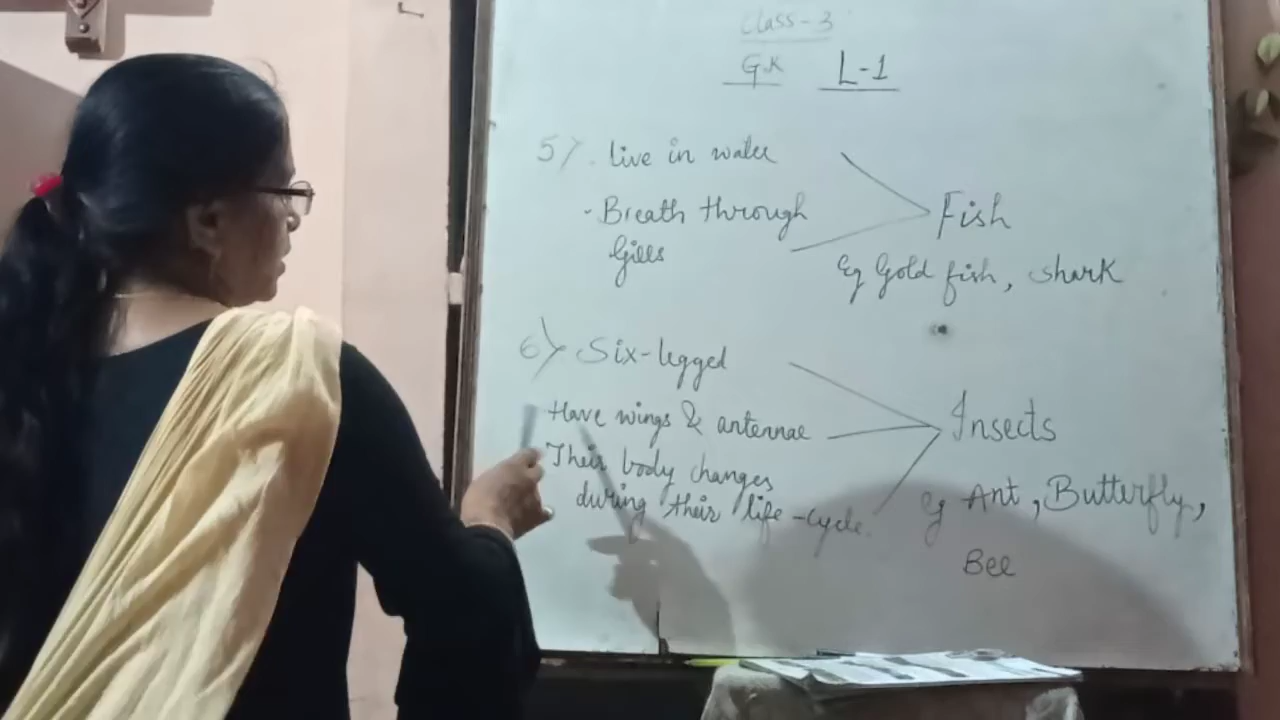 Class-3
G.K L-1
5) . Live in water
- Breath through
Gills
Fish
Eg Gold fish, shark
6) Six-legged
Have wings & antennae
Their body changes
during their life-cycle.
Insects
Eg Ant, Butterfly,
Bee